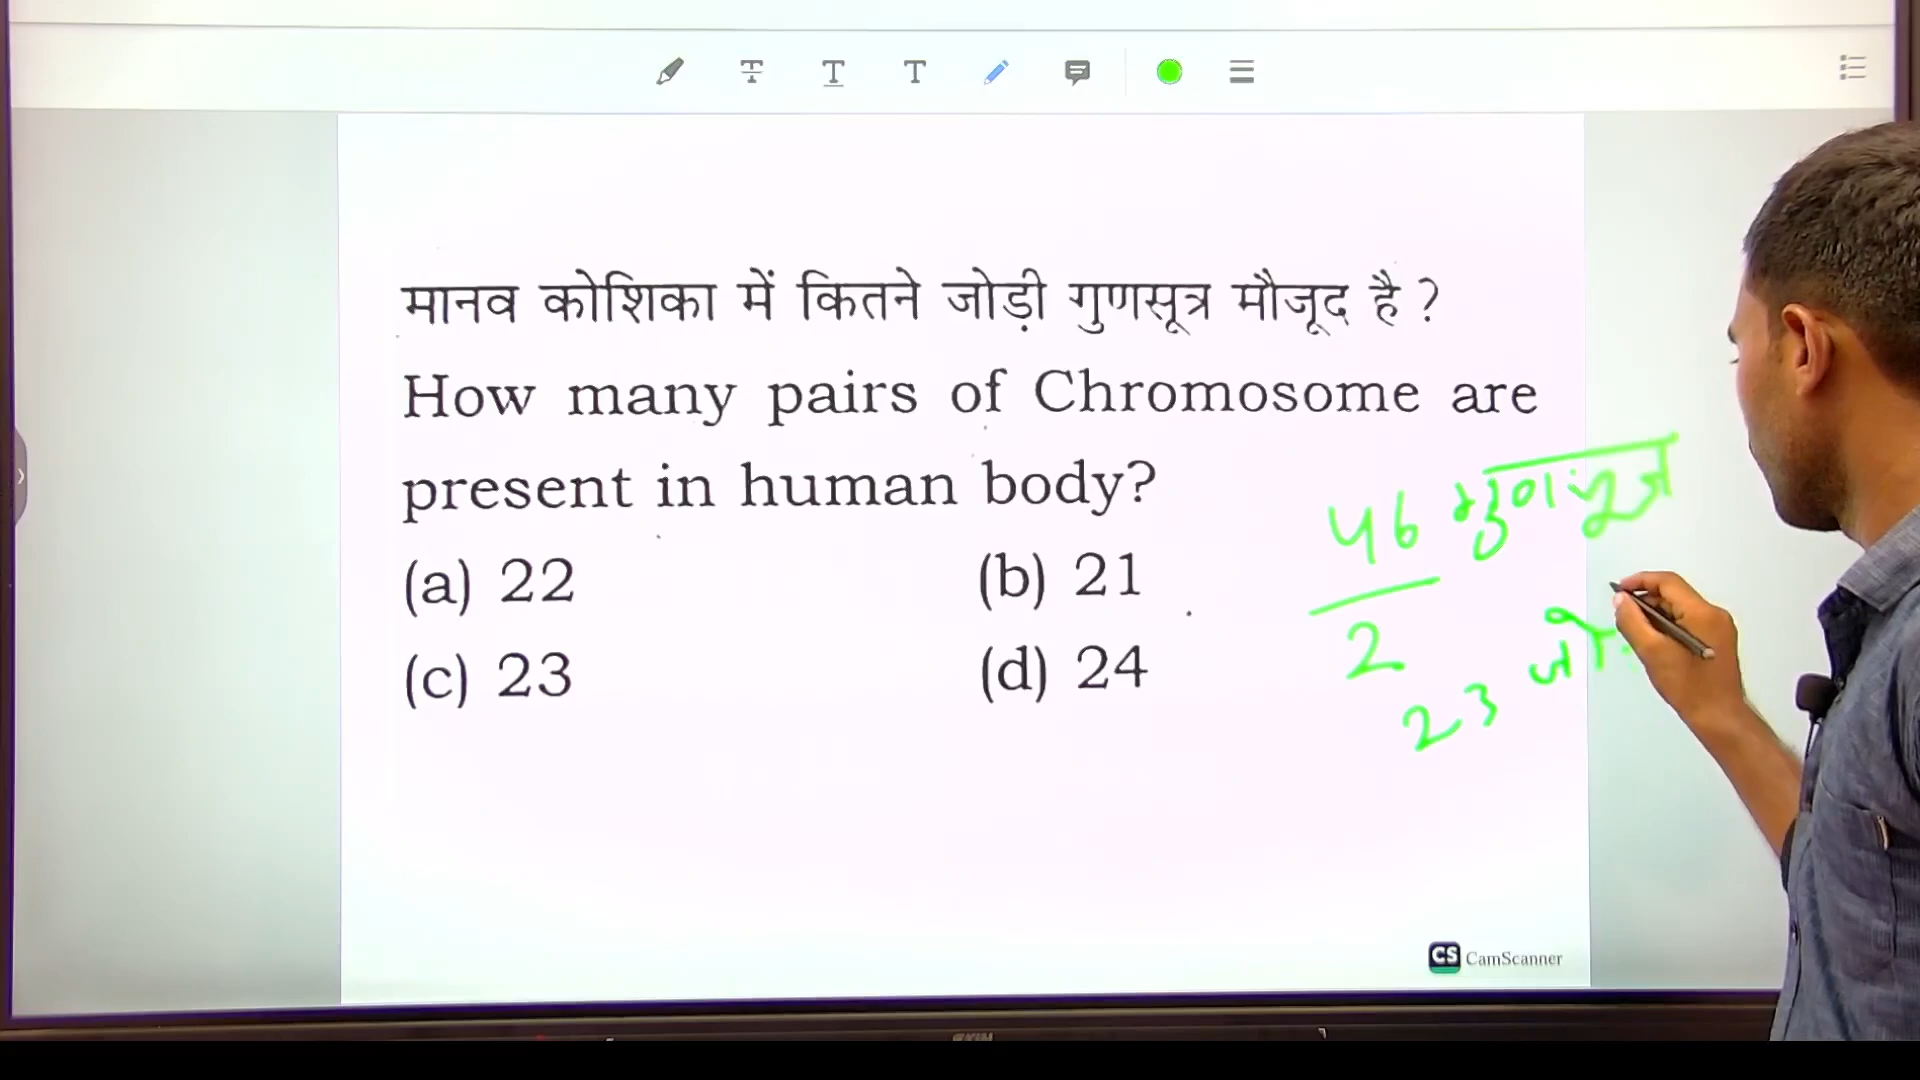 मानव कोशिका में कितने जोड़ी गुणसूत्र मौजूद है ?
How many pairs of Chromosome are
present in human body?
(a) 22 (b) 21
(c) 23 (d) 24
46 गुणसूत्र
2
23
CS CamScanner